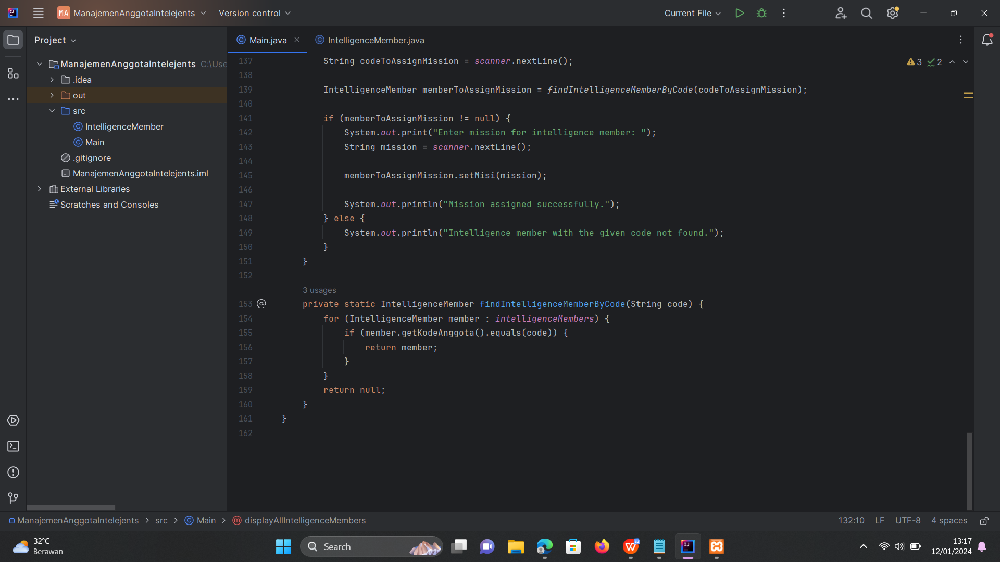 MA ManajemenAnggotaIntelejents Version control Current File
Project
Main.java IntelligenceMember.java
ManajemenAnggotaIntelejents C:\Use
.idea
out
src
IntelligenceMember
Main
.gitignore
ManajemenAnggotaIntelejents.iml
External Libraries
Scratches and Consoles
3 2
137 String codeToAssignMission = scanner.nextLine();
138
139 IntelligenceMember memberToAssignMission = findIntelligenceMemberByCode(codeToAssignMission);
140
141 if (memberToAssignMission != null) {
142 System.out.print("Enter mission for intelligence member: ");
143 String mission = scanner.nextLine();
144
145 memberToAssignMission.setMisi(mission);
146
147 System.out.println("Mission assigned successfully.");
148 } else {
149 System.out.println("Intelligence member with the given code not found.");
150 }
151 }
152
3 usages
153 @ private static IntelligenceMember findIntelligenceMemberByCode(String code) {
154 for (IntelligenceMember member : intelligenceMembers) {
155 if (member.getKodeAnggota().equals(code)) {
156 return member;
157 }
158 }
159 return null;
160 }
161 }
162
ManajemenAnggotaIntelejents > src > Main > displayAllIntelligenceMembers 132:10 LF UTF-8 4 spaces
32°C
Berawan
Search
13:17
12/01/2024